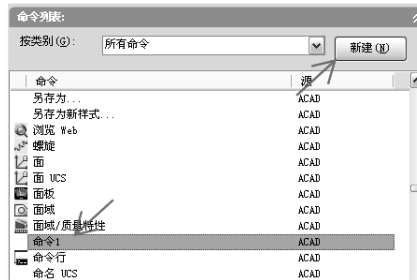 命令列表:
按类别(G): 所有命令 新建(N)
命令 源
另存为... ACAD
另存为新样式... ACAD
浏览 Web ACAD
螺旋 ACAD
面 ACAD
面 UCS ACAD
面板 ACAD
面域 ACAD
面域/质量特性 ACAD
命令1 ACAD
命令行 ACAD
命名 UCS ACAD